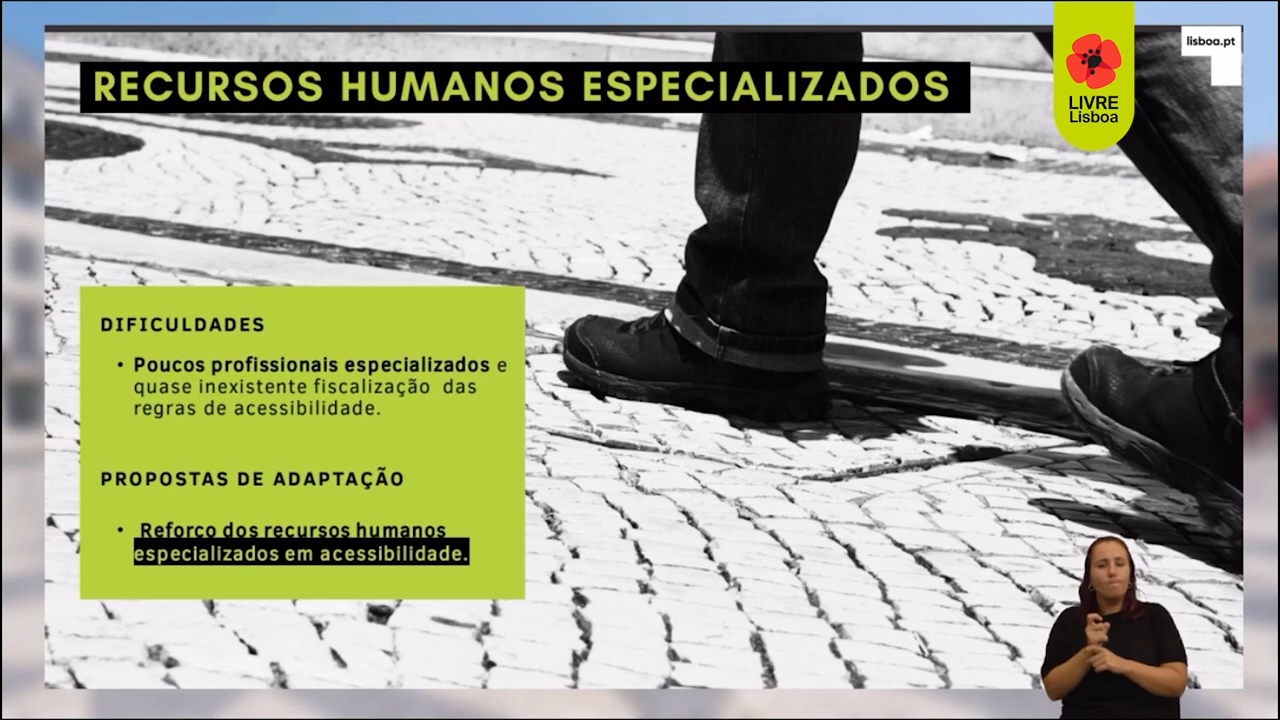 RECURSOS HUMANOS ESPECIALIZADOS
lisboa.pt
LIVRE
Lisboa
DIFICULDADES
• Poucos profissionais especializados e
quase inexistente fiscalização das
regras de acessibilidade.
PROPOSTAS DE ADAPTAÇÃO
• Reforço dos recursos humanos
especializados em acessibilidade.